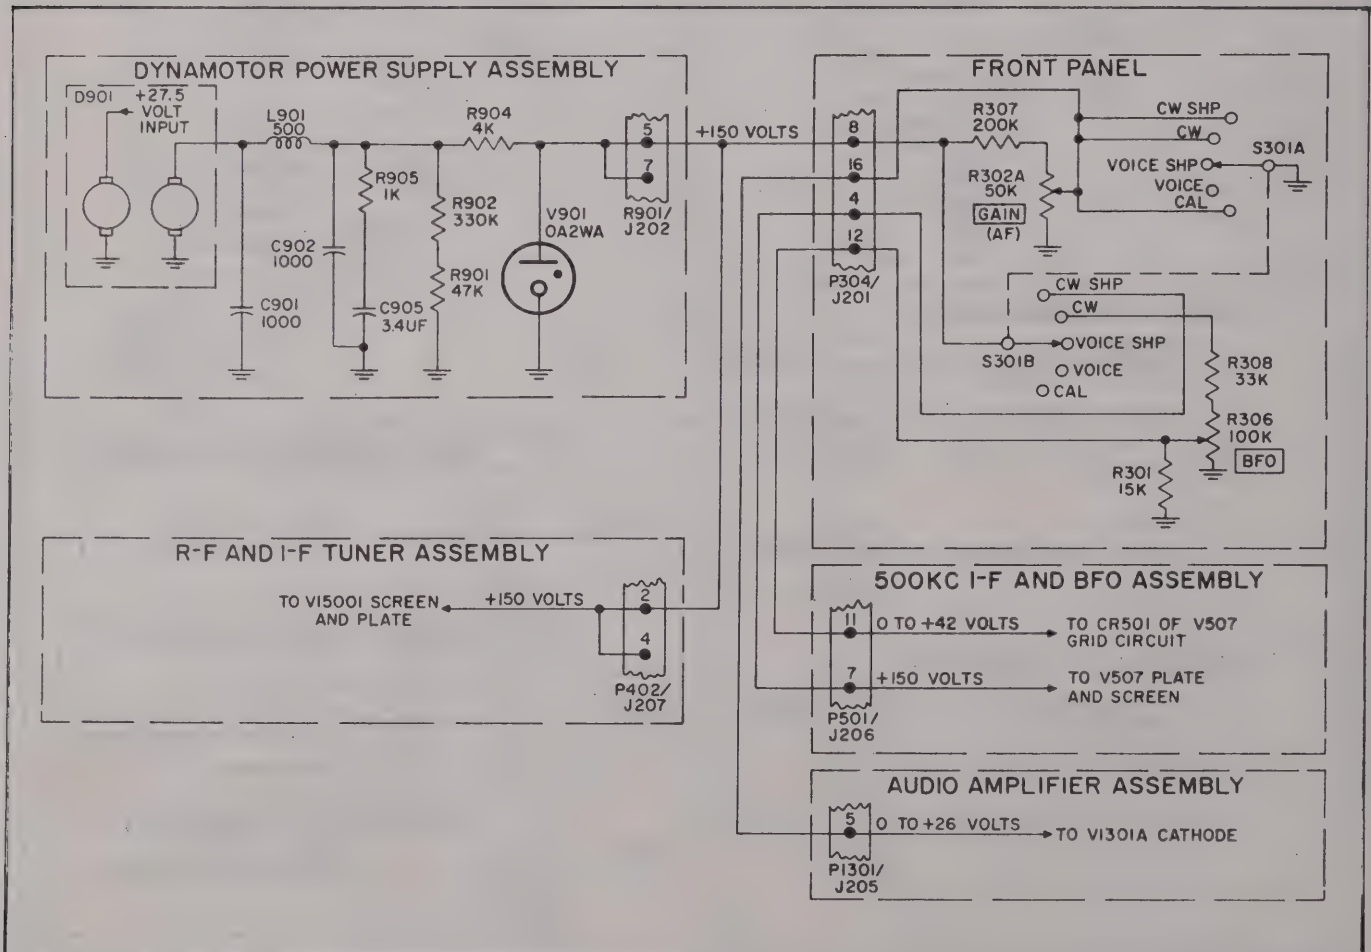 DYNAMOTOR POWER SUPPLY ASSEMBLY
D901
+27.5
VOLT
INPUT
L901
500
R904
4K
5
7
R901/
J202
R905
1K
R902
330K
V901
OA2WA
C902
1000
R901
47K
C901
1000
C905
3.4UF
+150 VOLTS
FRONT PANEL
8
16
4
12
P304/
J201
R307
200K
R302A
50K
GAIN
(AF)
CW SHP
CW
VOICE SHP
VOICE
CAL
S301A
CW SHP
CW
VOICE SHP
VOICE
CAL
S301B
R308
33K
R306
100K
BFO
R301
15K
R-F AND I-F TUNER ASSEMBLY
TO V15001 SCREEN
AND PLATE
+150 VOLTS
2
4
P402/
J207
500KC I-F AND BFO ASSEMBLY
11
0 TO +42 VOLTS
TO CR501 OF V507
GRID CIRCUIT
7
+150 VOLTS
TO V507 PLATE
AND SCREEN
P501/
J206
AUDIO AMPLIFIER ASSEMBLY
5
0 TO +26 VOLTS
TO V1301A CATHODE
P1301/
J205